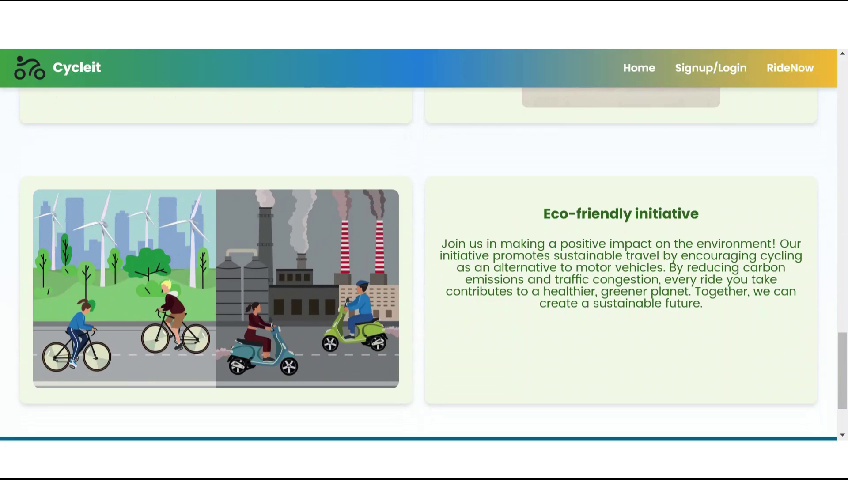 Cycleit
Home
Signup/Login
RideNow
Eco-friendly initiative
Join us in making a positive impact on the environment! Our
initiative promotes sustainable travel by encouraging cycling
as an alternative to motor vehicles. By reducing carbon
emissions and traffic congestion, every ride you take
contributes to a healthier, greener planet. Together, we can
create a sustainable future.